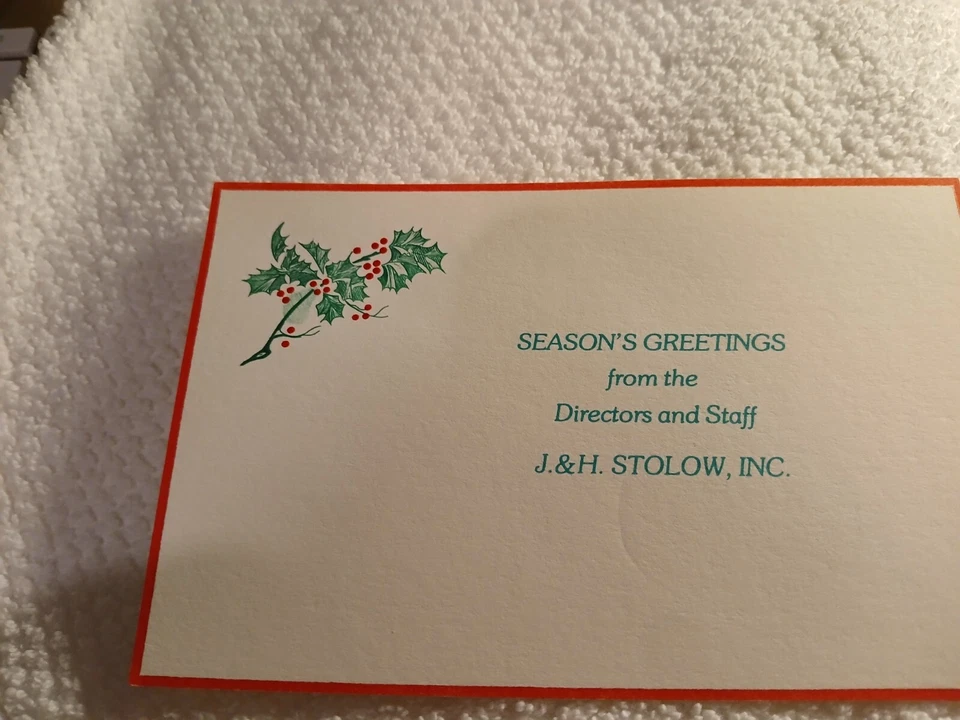 SEASON'S GREETINGS
from the
Directors and Staff
J.&H. STOLOW, INC.